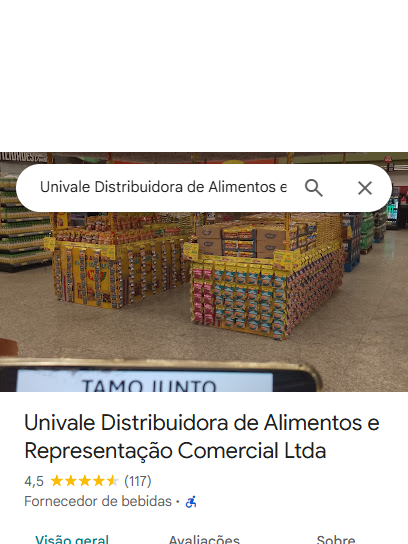 Univale Distribuidora de Alimentos e
TAMO JUNTO
Univale Distribuidora de Alimentos e
Representação Comercial Ltda
4,5 (117)
Fornecedor de bebidas ·
Visão geral Avaliações Sobre